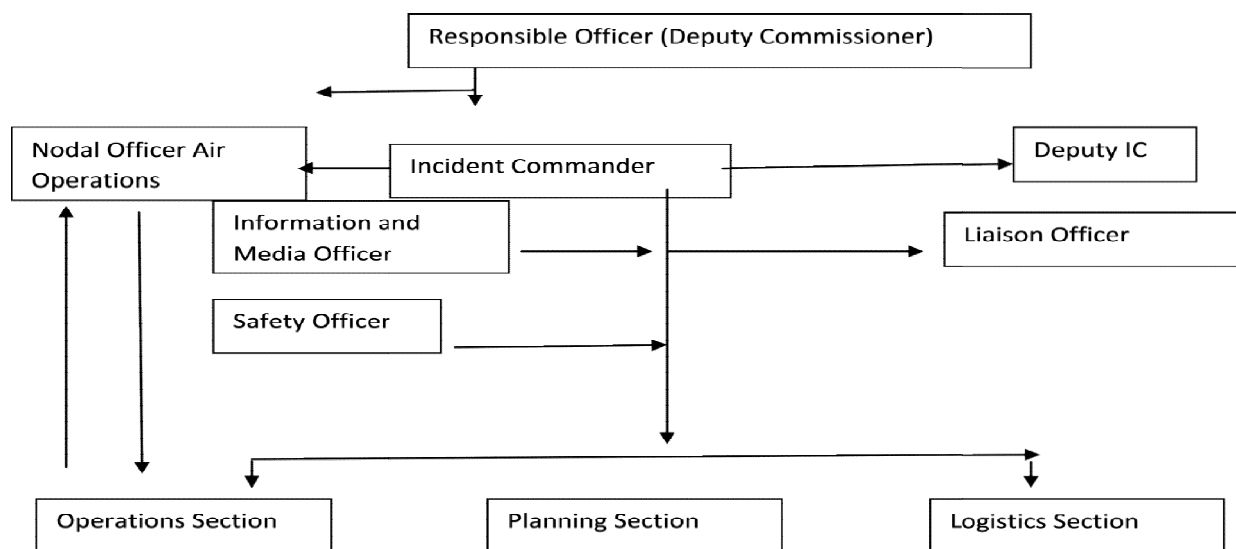 Responsible Officer (Deputy Commissioner)
Nodal Officer Air
Operations
Incident Commander
Deputy IC
Information and
Media Officer
Liaison Officer
Safety Officer
Operations Section
Planning Section
Logistics Section